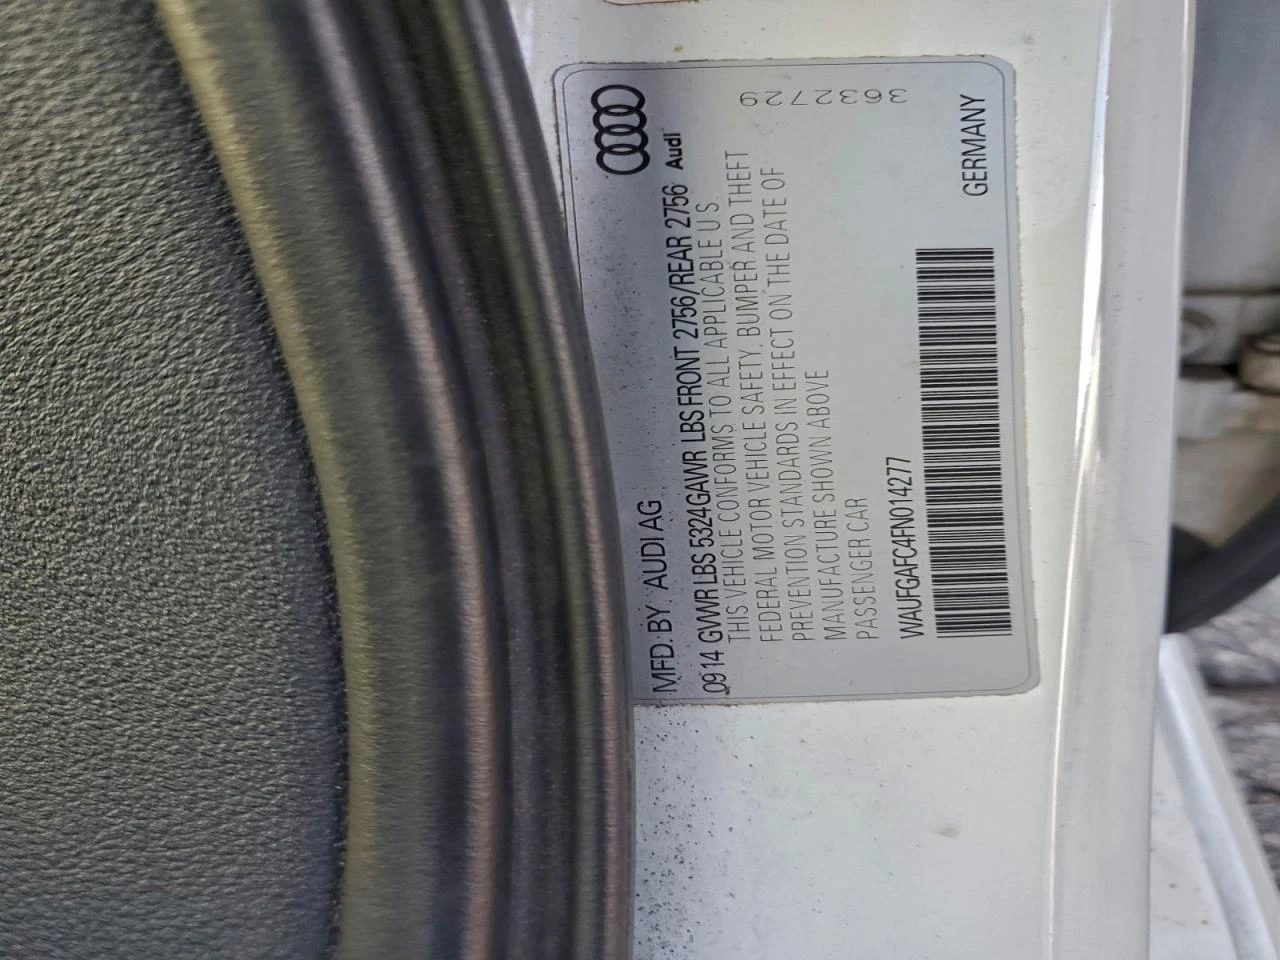 MFD. BY. AUDI AG
Audi
0914 GVWR LBS 5324GAWR LBS FRONT 2756/REAR 2756
THIS VEHICLE CONFORMS TO ALL APPLICABLE U.S.
FEDERAL MOTOR VEHICLE SAFETY, BUMPER AND THEFT
PREVENTION STANDARDS IN EFFECT ON THE DATE OF
MANUFACTURE SHOWN ABOVE
PASSENGER CAR
363279
WAUFGAFC4FN014277
GERMANY